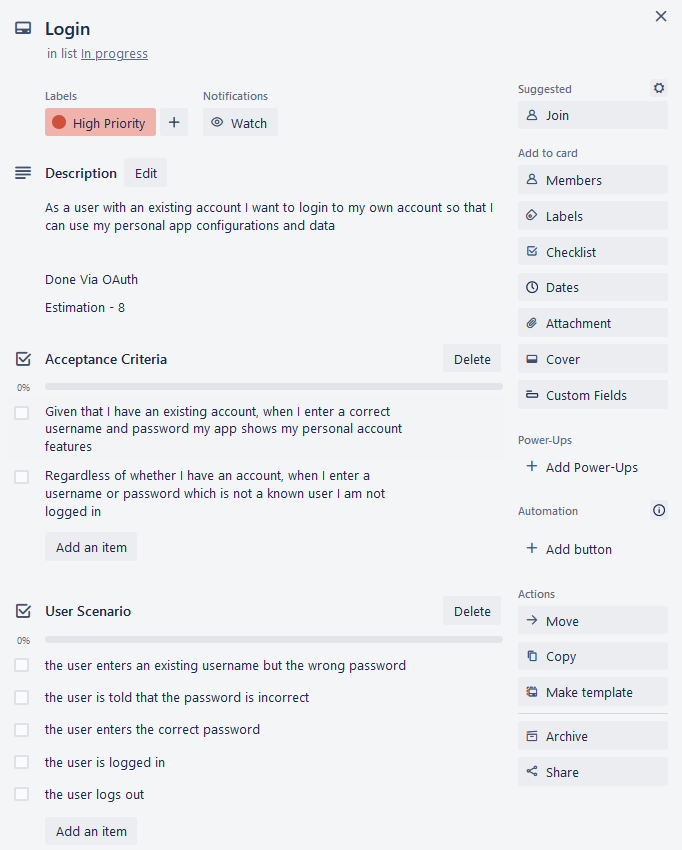 Login
in list In progress
Labels
High Priority
Notifications
Watch
Description
Edit
As a user with an existing account I want to login to my own account so that I
can use my personal app configurations and data
Done Via OAuth
Estimation - 8
Acceptance Criteria
Delete
0%
Given that I have an existing account, when I enter a correct
username and password my app shows my personal account
features
Regardless of whether I have an account, when I enter a
username or password which is not a known user I am not
logged in
Add an item
User Scenario
Delete
0%
the user enters an existing username but the wrong password
the user is told that the password is incorrect
the user enters the correct password
the user is logged in
the user logs out
Add an item
Suggested
Join
Add to card
Members
Labels
Checklist
Dates
Attachment
Cover
Custom Fields
Power-Ups
+ Add Power-Ups
Automation
+ Add button
Actions
Move
Copy
Make template
Archive
Share